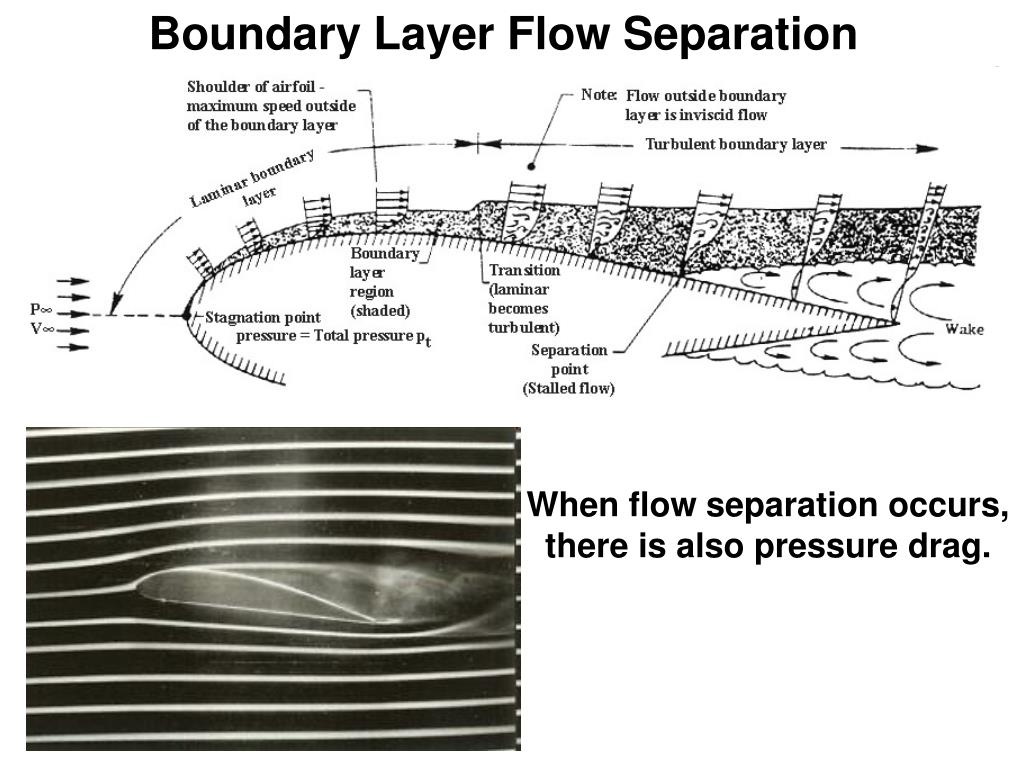 Boundary Layer Flow Separation
Shoulder of airfoil -
maximum speed outside
of the boundary layer
Note: Flow outside boundary
layer is inviscid flow
Turbulent boundary layer
Laminar boundary
layer
Boundary
layer
region
(shaded)
Transition
(laminar
becomes
turbulent)
P∞
V∞
Stagnation point
pressure = Total pressure pt
Separation
point
(Stalled flow)
Wake
When flow separation occurs,
there is also pressure drag.